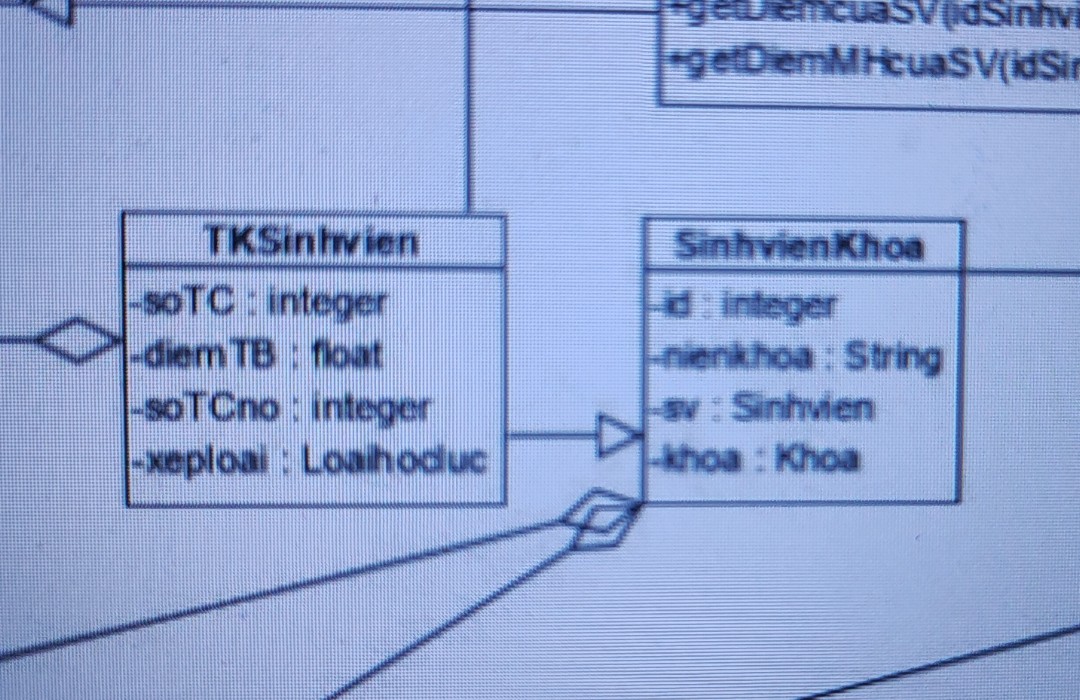 +getDiemcuaSV(idSinhvi
+getDiemMHcuaSV(idSin
TKSinhvien
-soTC : integer
-diemTB : float
-soTCno : integer
-xeploai : Loaihocluc
SinhvienKhoa
-id : integer
-nienkhoa : String
-sv : Sinhvien
-khoa : Khoa